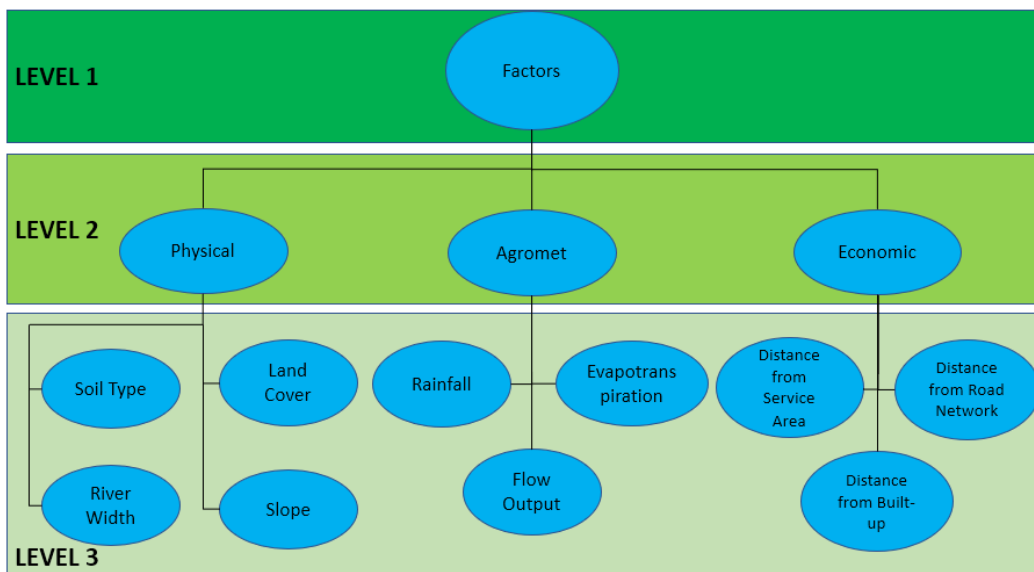 LEVEL 1
Factors
LEVEL 2
Physical
Agromet
Economic
Soil Type
Land
Cover
River
Width
Slope
Rainfall
Evapotrans
piration
Flow
Output
Distance
from
Service
Area
Distance
from Road
Network
Distance
from Built-
up
LEVEL 3